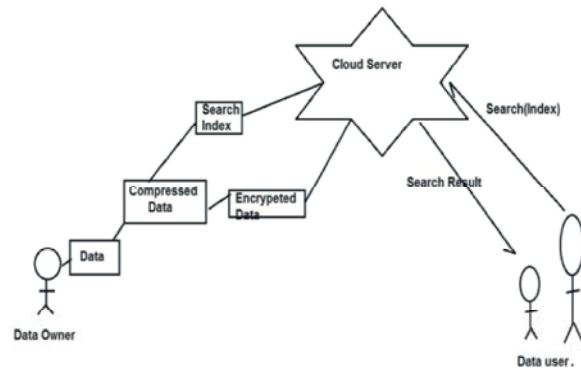 Cloud Server
Search
Index
Search(Index)
Compressed
Data
Encrypeted
Data
Search Result
Data
Data Owner
Data user .